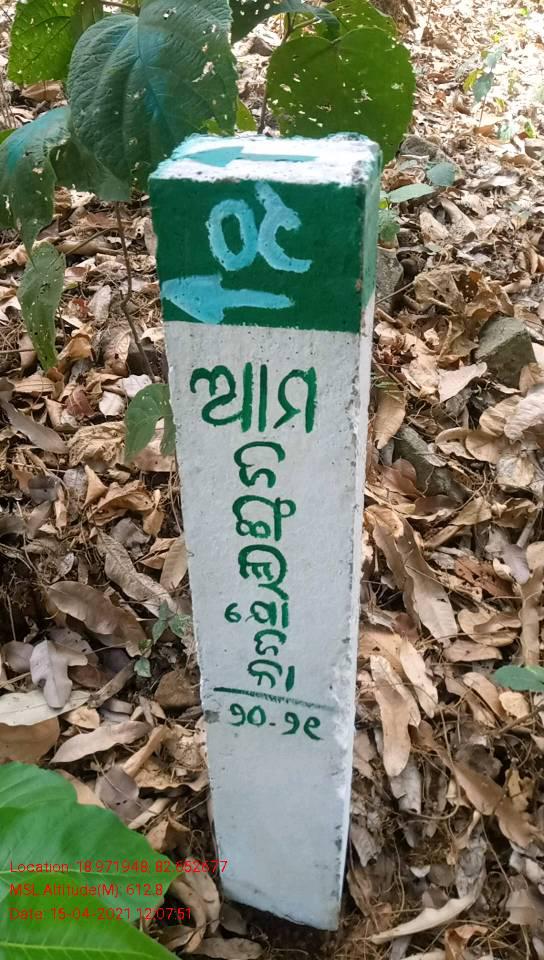 ୦୧
ଆମ
୨୦-୨୧
Location: 18.971948, 82.652677
MSL Altitude(M): 612.8
Date: 15-04-2021 12:07:51